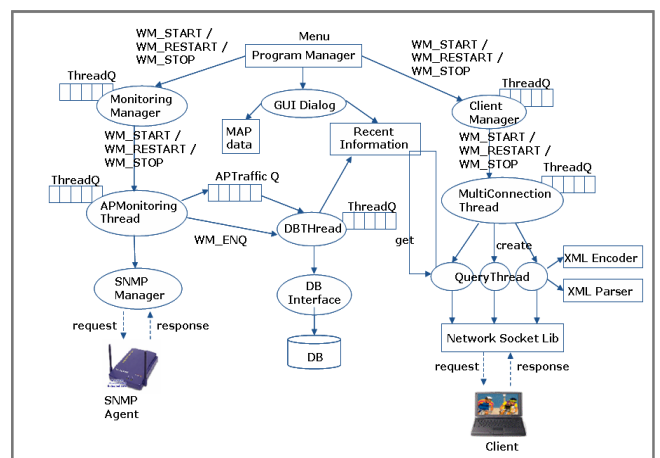 Menu
Program Manager
WM_START /
WM_RESTART /
WM_STOP
WM_START /
WM_RESTART /
WM_STOP
ThreadQ
Monitoring
Manager
GUI Dialog
MAP
data
Recent
Information
ThreadQ
Client
Manager
WM_START /
WM_RESTART /
WM_STOP
WM_START /
WM_RESTART /
WM_STOP
ThreadQ
APMonitoring
Thread
APTraffic Q
WM_ENQ
ThreadQ
DBTHread
get
ThreadQ
MultiConnection
Thread
create
QueryThread
XML Encoder
XML Parser
SNMP
Manager
DB
Interface
DB
Network Socket Lib
request
response
SNMP
Agent
request
response
Client